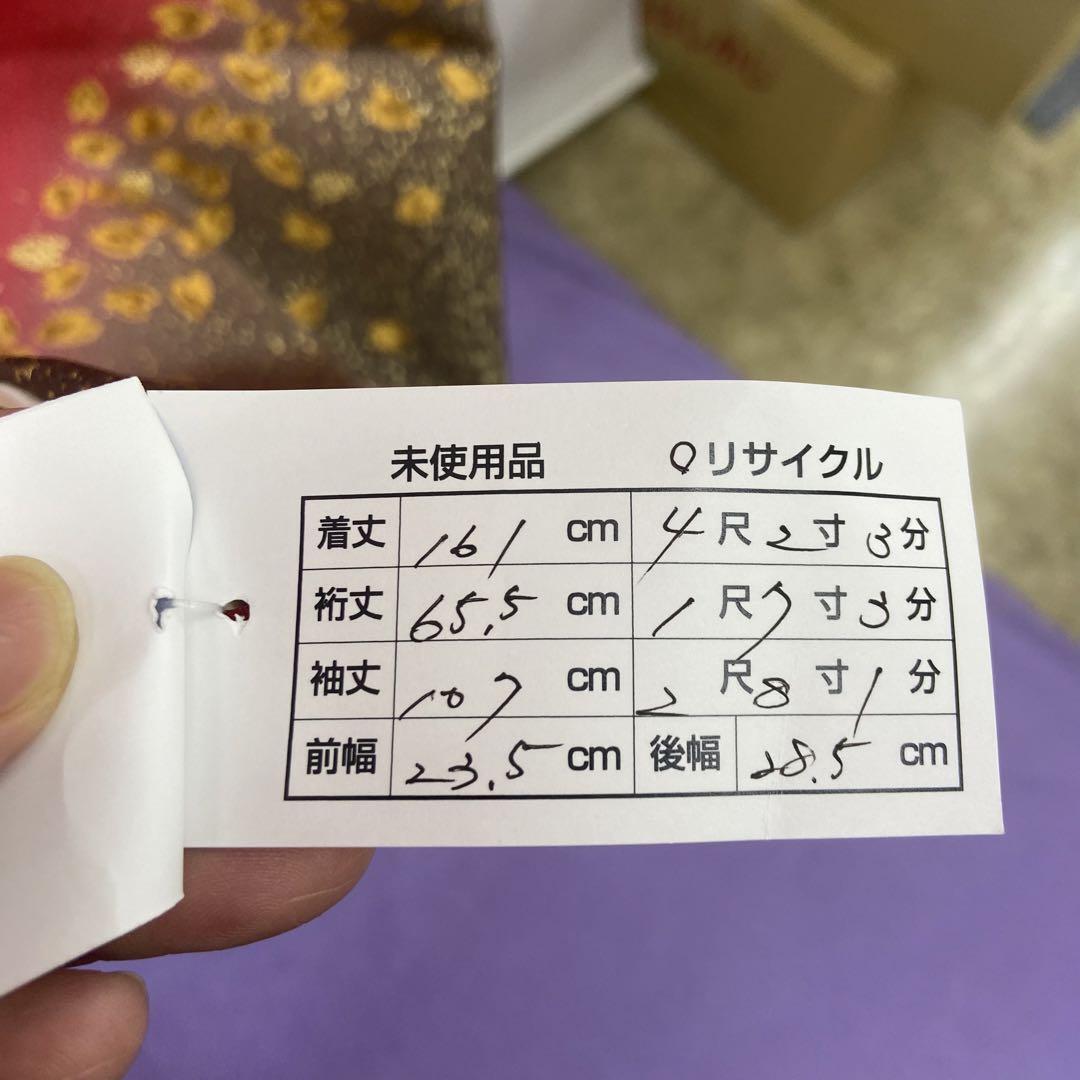 未使用品 ○リサイクル
着丈 161 cm 4尺2寸3分
裄丈 65.5 cm 1尺7寸3分
袖丈 107 cm 2尺8寸1分
前幅 23.5 cm 後幅 28.5 cm